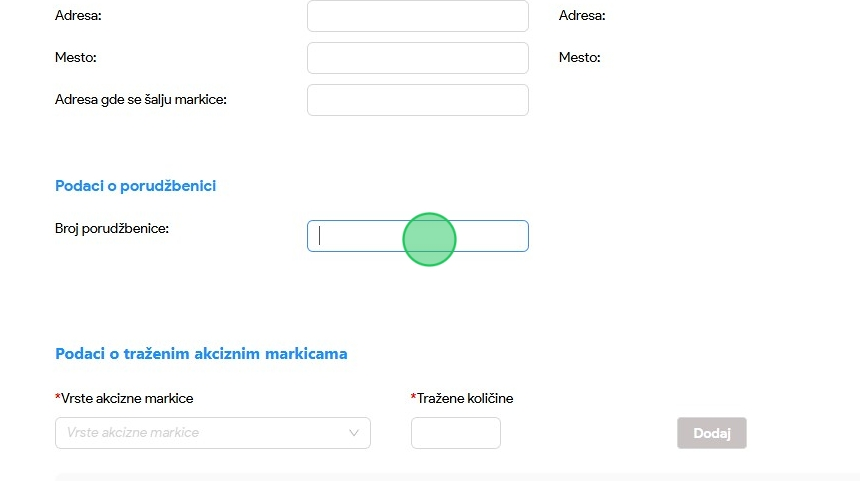 Adresa: Adresa:
Mesto: Mesto:
Adresa gde se šalju markice:
Podaci o porudžbenici
Broj porudžbenice:
Podaci o traženim akciznim markicama
*Vrste akcizne markice *Tražene količine
Vrste akcizne markice Dodaj